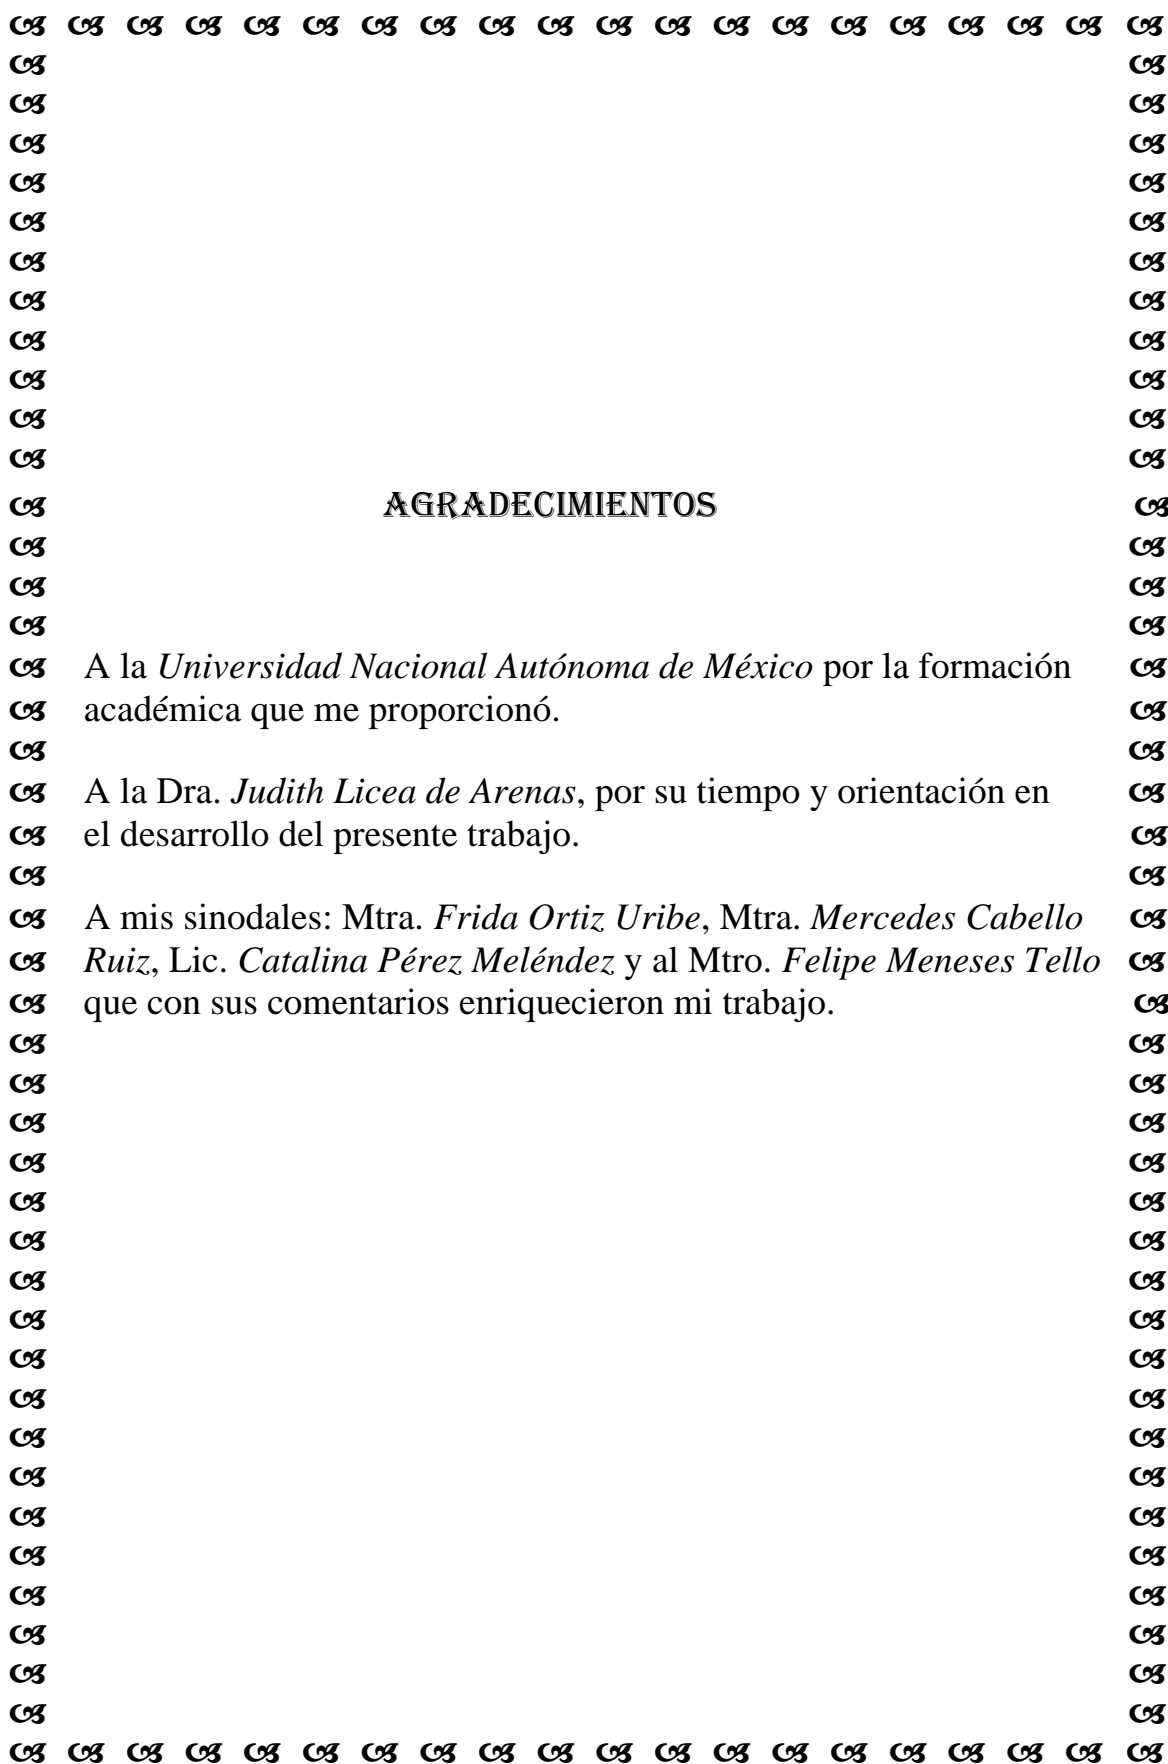 AGRADECIMIENTOS
A la Universidad Nacional Autónoma de México por la formación
académica que me proporcionó.
A la Dra. Judith Licea de Arenas, por su tiempo y orientación en
el desarrollo del presente trabajo.
A mis sinodales: Mtra. Frida Ortiz Uribe, Mtra. Mercedes Cabello
Ruiz, Lic. Catalina Pérez Meléndez y al Mtro. Felipe Meneses Tello
que con sus comentarios enriquecieron mi trabajo.